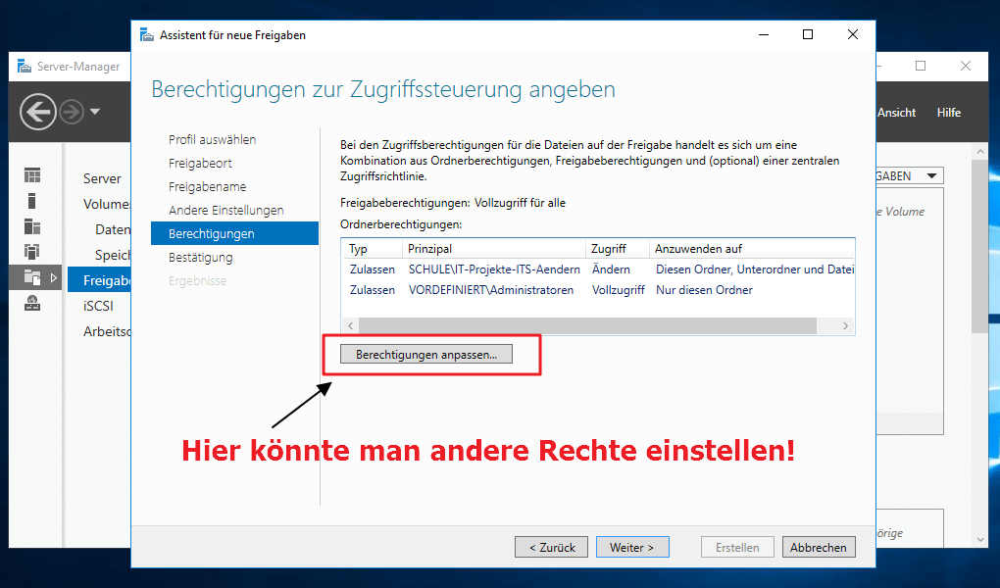 Assistent für neue Freigaben
Server-Manager
Berechtigungen zur Zugriffssteuerung angeben
Ansicht Hilfe
Profil auswählen
Freigabeort
Freigabename
Andere Einstellungen
Berechtigungen
Bestätigung
Ergebnisse
Server
Volumes
Daten
Speich
Freigabe
iSCSI
Arbeitso
Bei den Zugriffsberechtigungen für die Dateien auf der Freigabe handelt es sich um eine
Kombination aus Ordnerberechtigungen, Freigabeberechtigungen und (optional) einer zentralen
Zugriffsrichtlinie.
Freigabeberechtigungen: Vollzugriff für alle
Ordnerberechtigungen:
Typ Prinzipal Zugriff Anzuwenden auf
Zulassen SCHULE\IT-Projekte-ITS-Aendern Ändern Diesen Ordner, Unterordner und Datei
Zulassen VORDEFINIERT\Administratoren Vollzugriff Nur diesen Ordner
Berechtigungen anpassen...
GABEN
e Volume
Hier könnte man andere Rechte einstellen!
örige
< Zurück Weiter > Erstellen Abbrechen